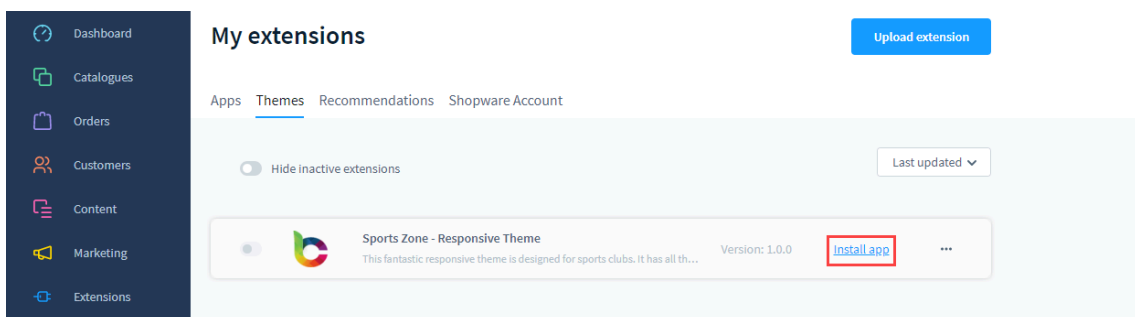 Dashboard
Catalogues
Orders
Customers
Content
Marketing
Extensions
My extensions
Upload extension
Apps Themes Recommendations Shopware Account
Hide inactive extensions
Last updated
Sports Zone - Responsive Theme
This fantastic responsive theme is designed for sports clubs. It has all th...
Version: 1.0.0
Install app